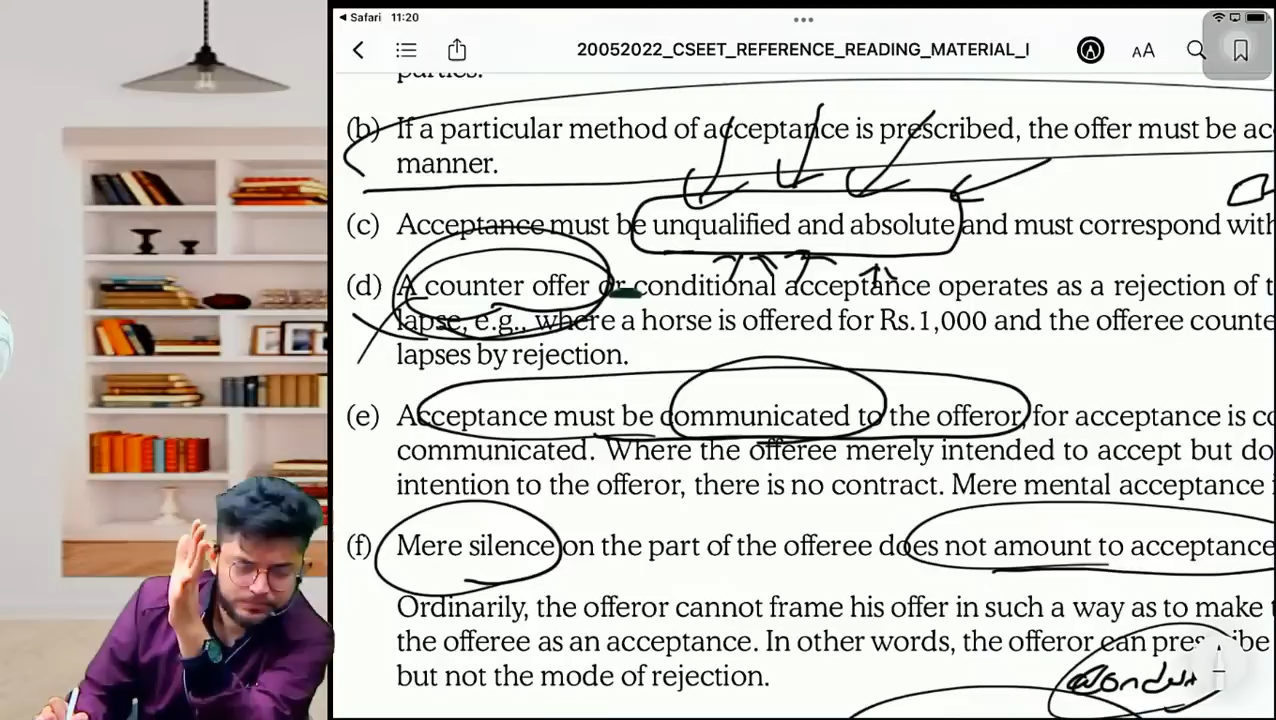 Safari 11:20
20052022_CSEET_REFERENCE_READING_MATERIAL_I
AA
parties.
(b) If a particular method of acceptance is prescribed, the offer must be ac
manner.
(c) Acceptance must be unqualified and absolute and must correspond with
(d) A counter offer or conditional acceptance operates as a rejection of t
lapse, e.g., where a horse is offered for Rs.1,000 and the offeree counte
lapses by rejection.
(e) Acceptance must be communicated to the offeror, for acceptance is co
communicated. Where the offeree merely intended to accept but do
intention to the offeror, there is no contract. Mere mental acceptance i
(f) Mere silence on the part of the offeree does not amount to acceptance
Ordinarily, the offeror cannot frame his offer in such a way as to make
the offeree as an acceptance. In other words, the offeror can prescribe
but not the mode of rejection.